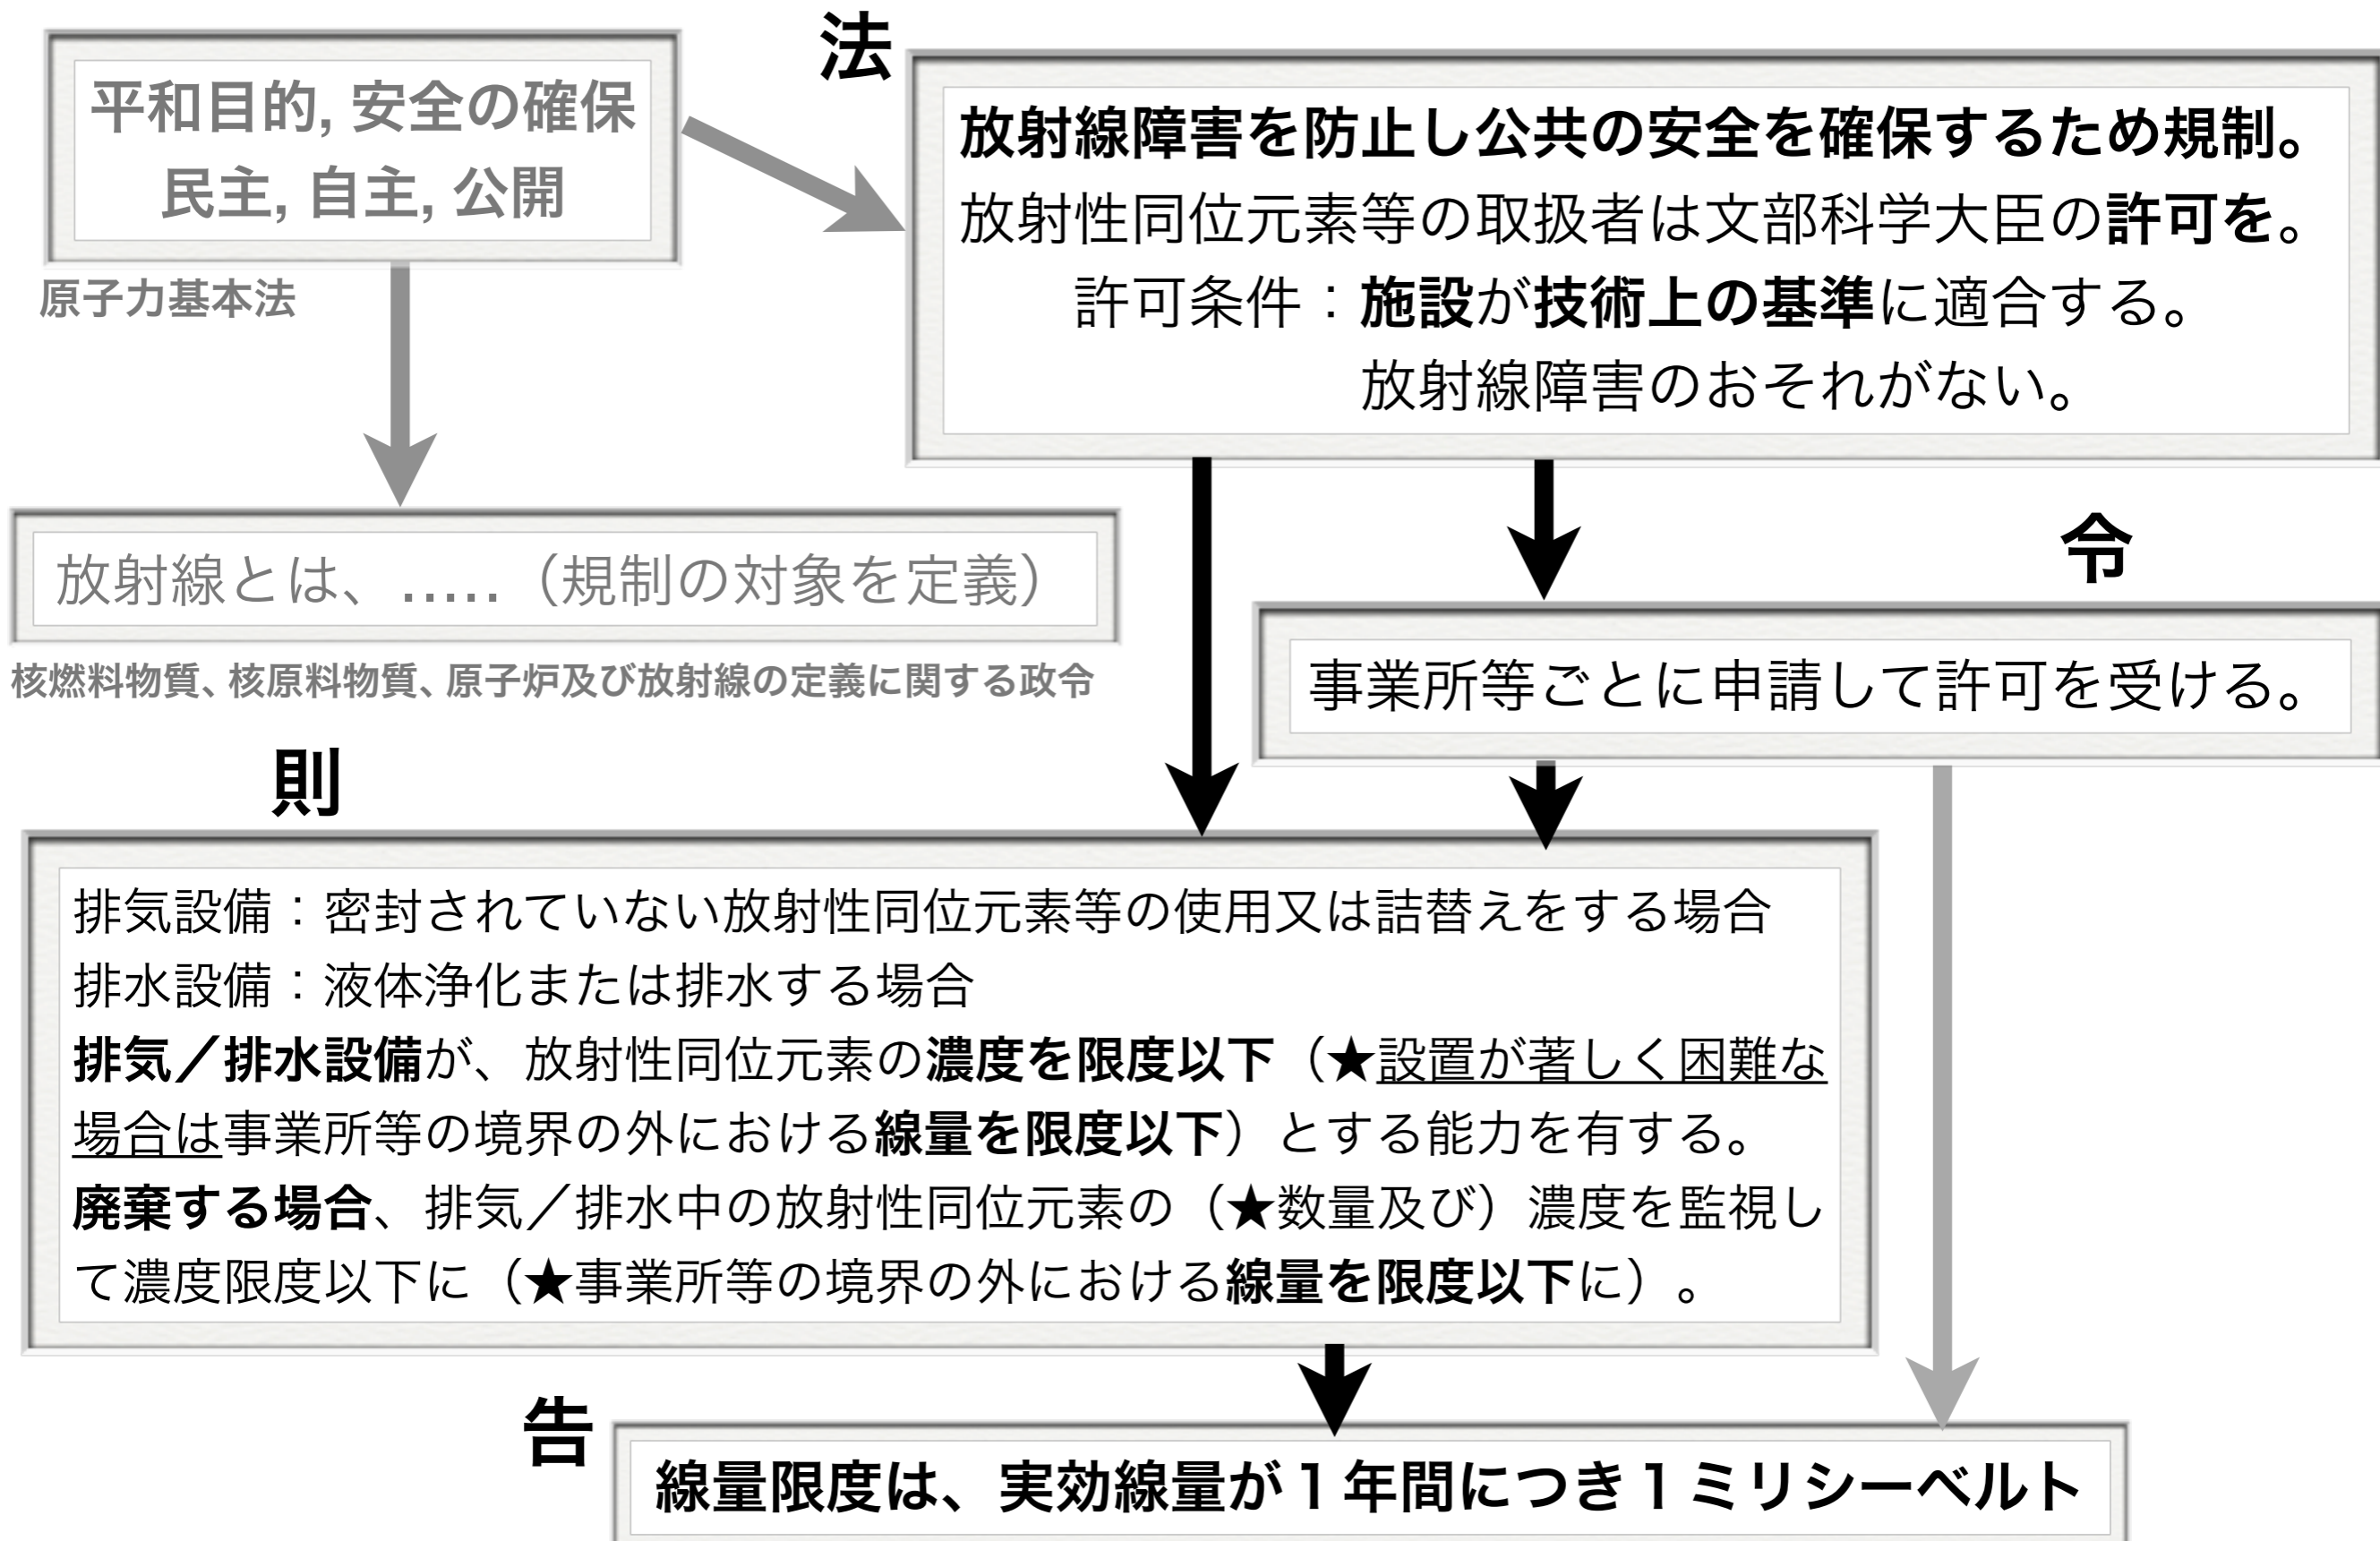 平和目的, 安全の確保
民主, 自主, 公開
原子力基本法
法
放射線障害を防止し公共の安全を確保するため規制。
放射性同位元素等の取扱者は文部科学大臣の許可を。
許可条件：施設が技術上の基準に適合する。
放射線障害のおそれがない。
放射線とは、.....（規制の対象を定義）
核燃料物質、核原料物質、原子炉及び放射線の定義に関する政令
令
事業所等ごとに申請して許可を受ける。
則
排気設備：密封されていない放射性同位元素等の使用又は詰替えをする場合
排水設備：液体浄化または排水する場合
排気／排水設備が、放射性同位元素の濃度を限度以下（★設置が著しく困難な
場合は事業所等の境界の外における線量を限度以下）とする能力を有する。
廃棄する場合、排気／排水中の放射性同位元素の（★数量及び）濃度を監視し
て濃度限度以下に（★事業所等の境界の外における線量を限度以下に）。
告
線量限度は、実効線量が１年間につき１ミリシーベルト